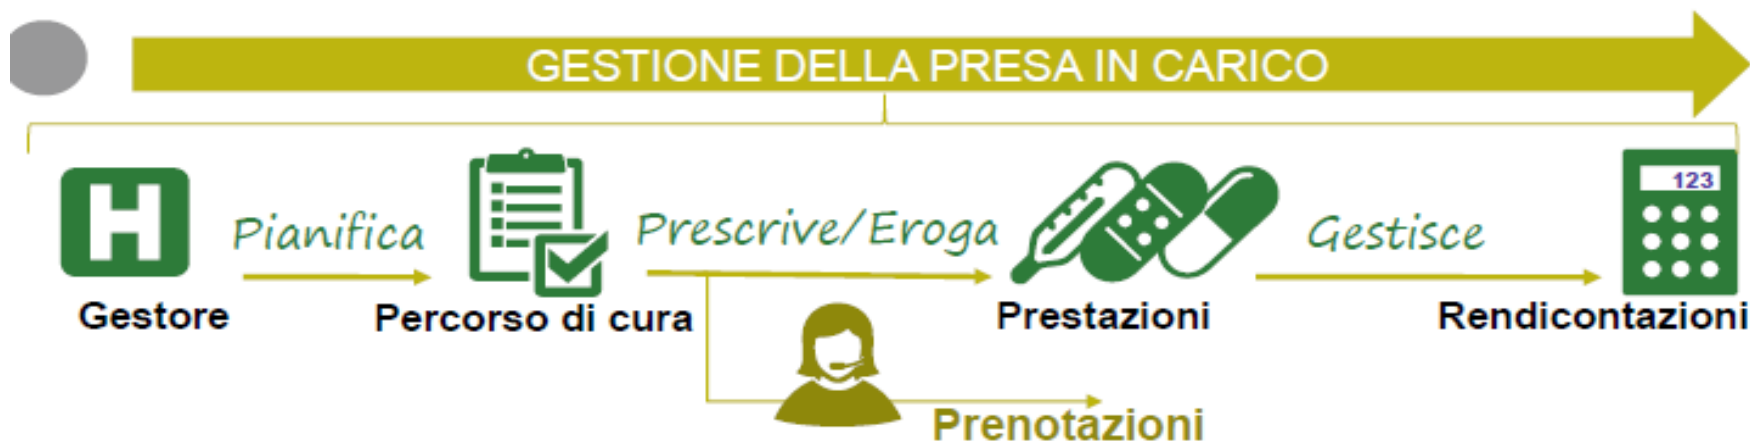 GESTIONE DELLA PRESA IN CARICO
H
Pianifica
Prescrive/Eroga
Gestisce
123
Gestore
Percorso di cura
Prestazioni
Rendicontazioni
Prenotazioni